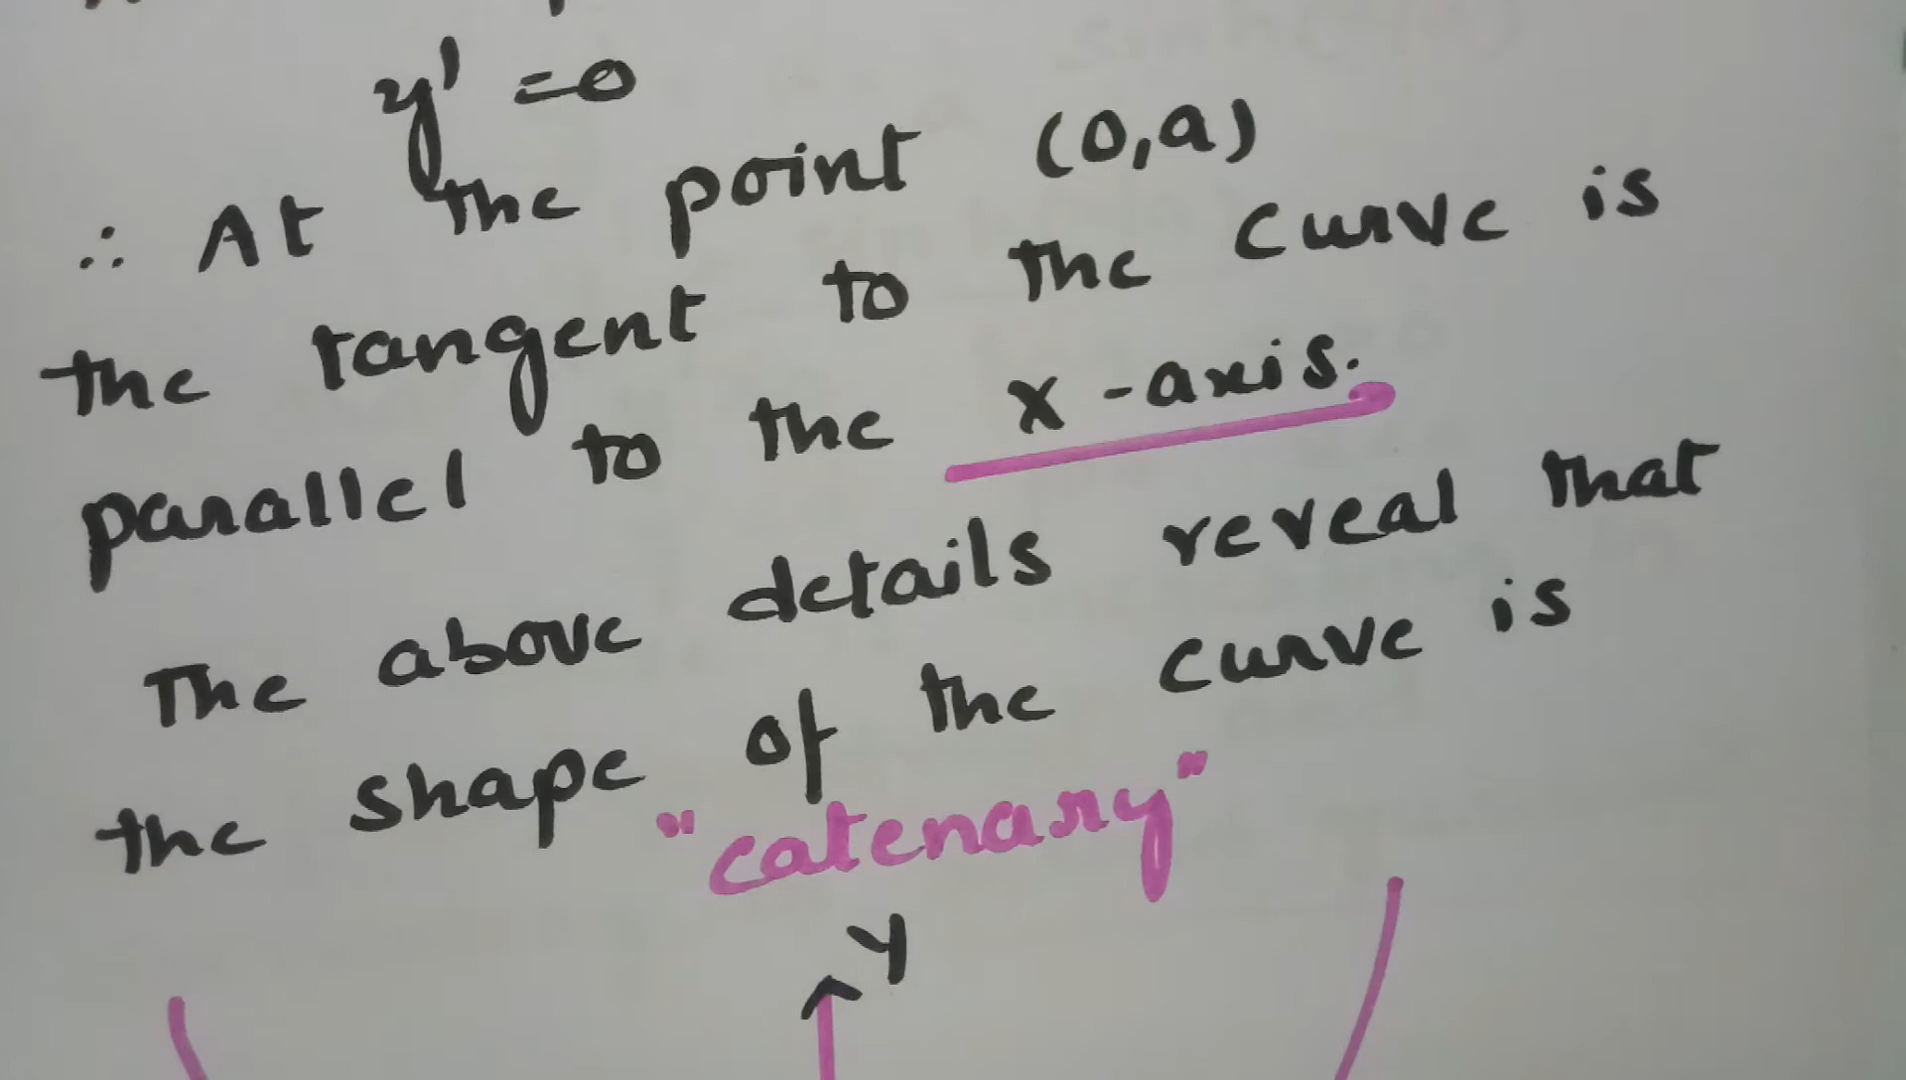 y' = 0
∴ At the point (0,a)
the tangent to the curve is
parallel to the x-axis.
The above details reveal that
the shape of the curve is
"catenary"
y